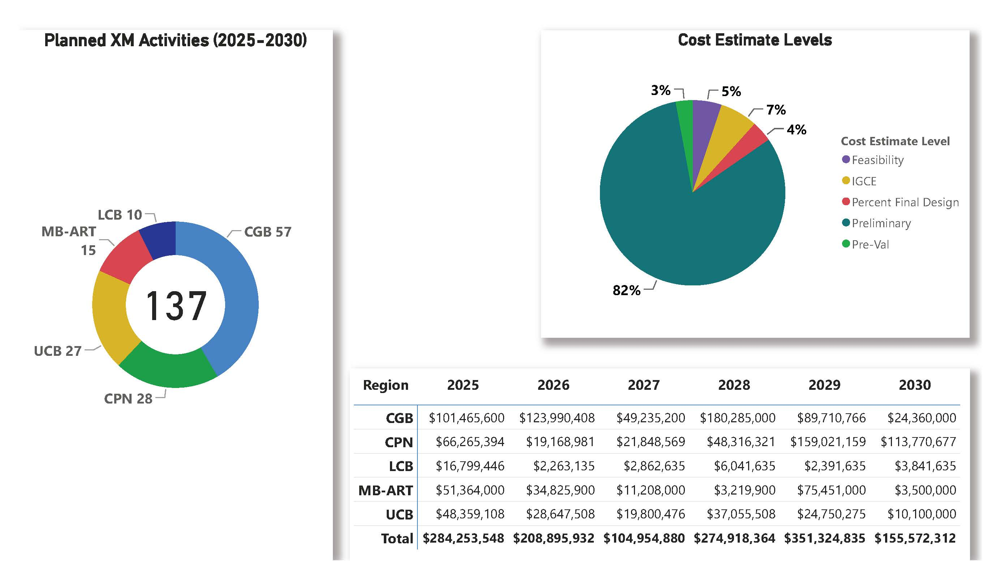 Planned XM Activities (2025-2030)
LCB 10
MB-ART
15
CGB 57
137
UCB 27
CPN 28
Cost Estimate Levels
3%
5%
7%
4%
82%
Cost Estimate Level
Feasibility
IGCE
Percent Final Design
Preliminary
Pre-Val
Region 2025 2026 2027 2028 2029 2030
CGB $101,465,600 $123,990,408 $49,235,200 $180,285,000 $89,710,766 $24,360,000
CPN $66,265,394 $19,168,981 $21,848,569 $48,316,321 $159,021,159 $113,770,677
LCB $16,799,446 $2,263,135 $2,862,635 $6,041,635 $2,391,635 $3,841,635
MB-ART $51,364,000 $34,825,900 $11,208,000 $3,219,900 $75,451,000 $3,500,000
UCB $48,359,108 $28,647,508 $19,800,476 $37,055,508 $24,750,275 $10,100,000
Total $284,253,548 $208,895,932 $104,954,880 $274,918,364 $351,324,835 $155,572,312